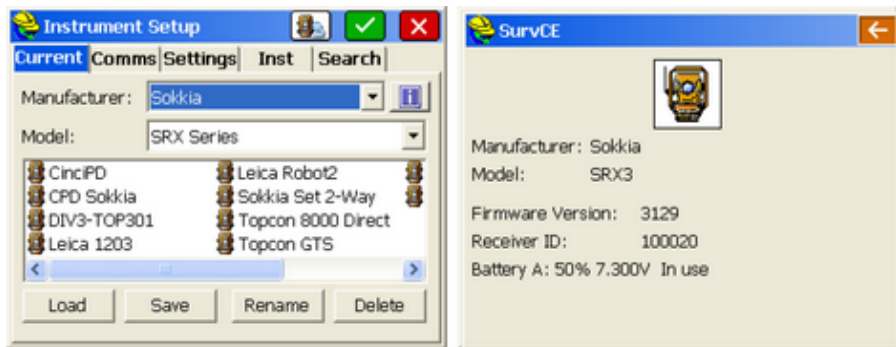 Instrument Setup
Current Comms Settings Inst Search
Manufacturer: Sokkia
Model: SRX Series
CinciPD Leica Robot2
CPD Sokkia Sokkia Set 2-Way
DIV3-TOP301 Topcon 8000 Direct
Leica 1203 Topcon GTS
Load Save Rename Delete
SurvCE
Manufacturer: Sokkia
Model: SRX3
Firmware Version: 3129
Receiver ID: 100020
Battery A: 50% 7.300V In use